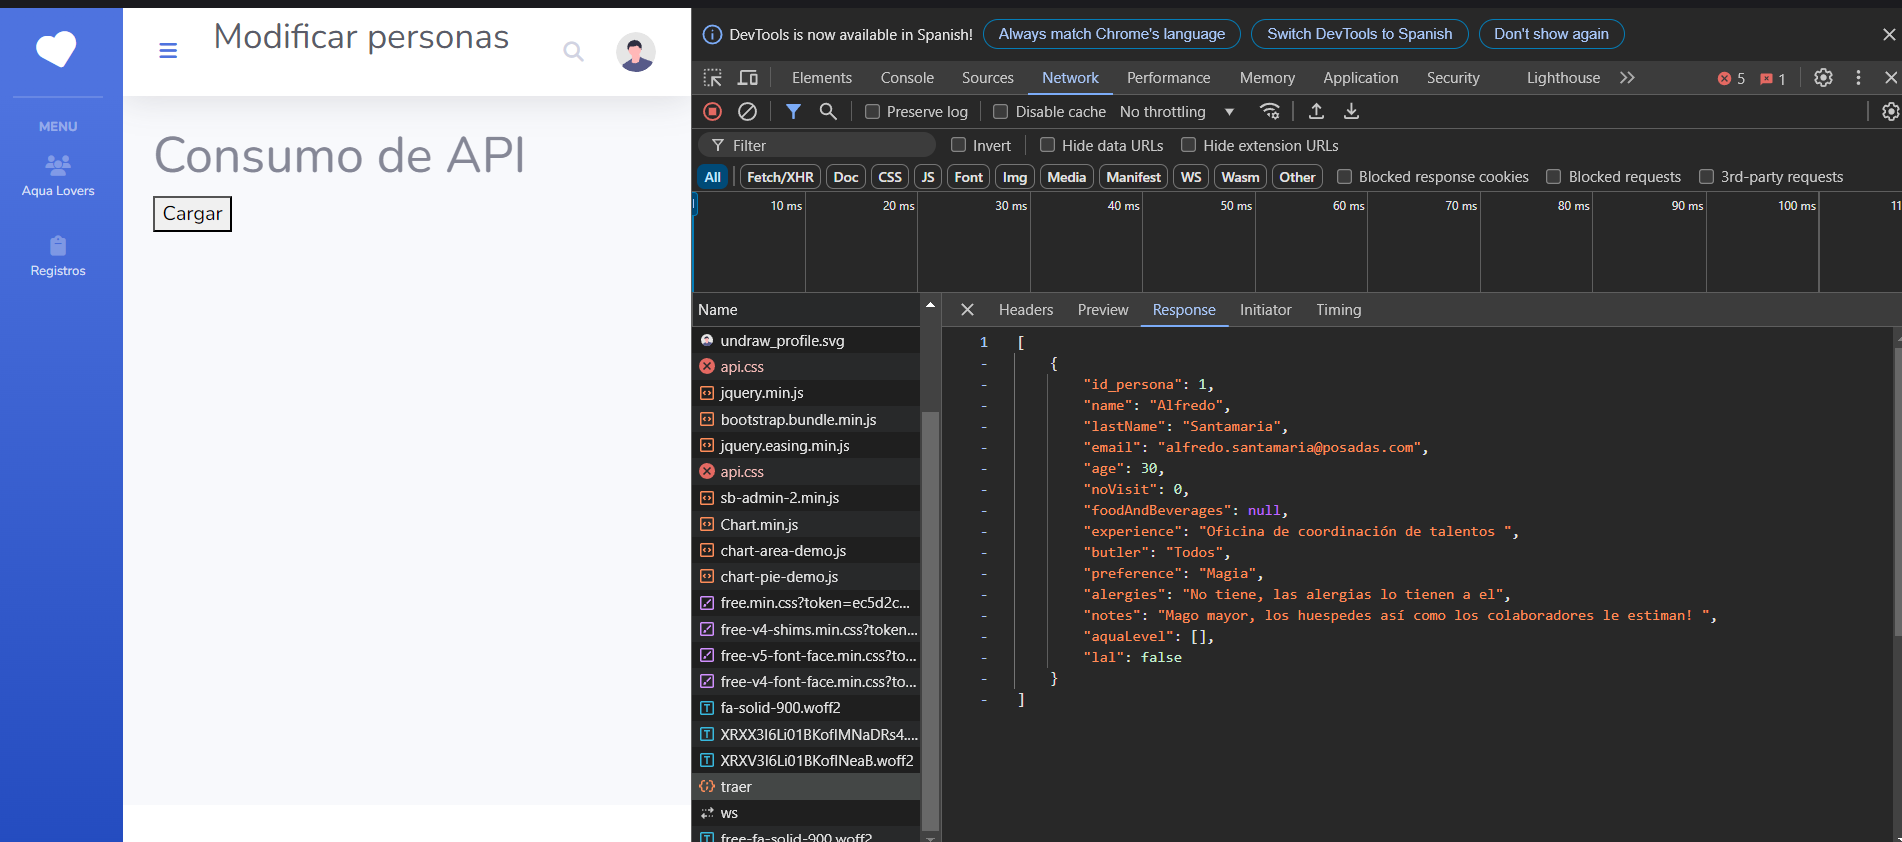 Modificar personas
MENU
Aqua Lovers
Registros
Consumo de API
Cargar
DevTools is now available in Spanish! Always match Chrome's language Switch DevTools to Spanish Don't show again
Elements Console Sources Network Performance Memory Application Security Lighthouse 5 1
Preserve log Disable cache No throttling
Filter Invert Hide data URLs Hide extension URLs
All Fetch/XHR Doc CSS JS Font Img Media Manifest WS Wasm Other Blocked response cookies Blocked requests 3rd-party requests
10 ms 20 ms 30 ms 40 ms 50 ms 60 ms 70 ms 80 ms 90 ms 100 ms 11
Name
undraw_profile.svg
api.css
jquery.min.js
bootstrap.bundle.min.js
jquery.easing.min.js
api.css
sb-admin-2.min.js
Chart.min.js
chart-area-demo.js
chart-pie-demo.js
free.min.css?token=ec5d2c...
free-v4-shims.min.css?token...
free-v5-font-face.min.css?to...
free-v4-font-face.min.css?to...
fa-solid-900.woff2
XRXX3I6Li01BKofIMNaDRs4....
XRXV3I6Li01BKofINeaB.woff2
traer
ws
free-fa-solid-900.woff2
Headers Preview Response Initiator Timing
1 [
- {
- "id_persona": 1,
- "name": "Alfredo",
- "lastName": "Santamaria",
- "email": "alfredo.santamaria@posadas.com",
- "age": 30,
- "noVisit": 0,
- "foodAndBeverages": null,
- "experience": "Oficina de coordinación de talentos ",
- "butler": "Todos",
- "preference": "Magia",
- "alergies": "No tiene, las alergias lo tienen a el",
- "notes": "Mago mayor, los huespedes así como los colaboradores le estiman! ",
- "aquaLevel": [],
- "lal": false
- }
- ]